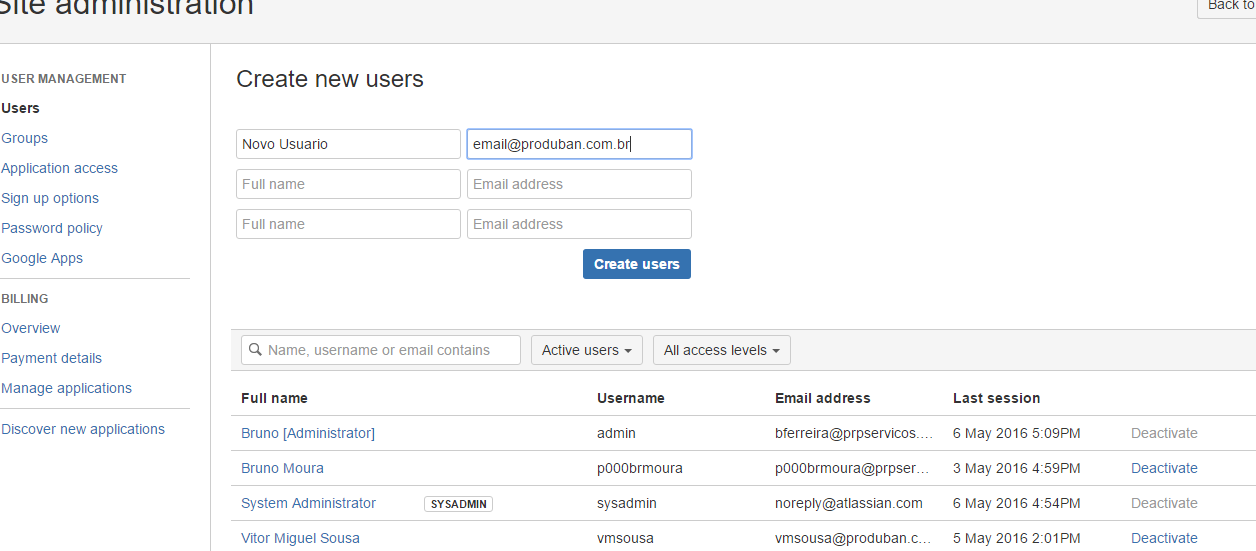 Site administration
Back to
USER MANAGEMENT
Users
Groups
Application access
Sign up options
Password policy
Google Apps
BILLING
Overview
Payment details
Manage applications
Discover new applications
Create new users
Novo Usuario email@produban.com.br
Full name Email address
Full name Email address
Create users
Name, username or email contains Active users All access levels
Full name Username Email address Last session
Bruno [Administrator] admin bferreira@prpservicos.... 6 May 2016 5:09PM Deactivate
Bruno Moura p000brmoura p000brmoura@prpser... 3 May 2016 4:59PM Deactivate
System Administrator SYSADMIN sysadmin noreply@atlassian.com 6 May 2016 4:54PM Deactivate
Vitor Miguel Sousa vmsousa vmsousa@produban.c... 5 May 2016 2:01PM Deactivate